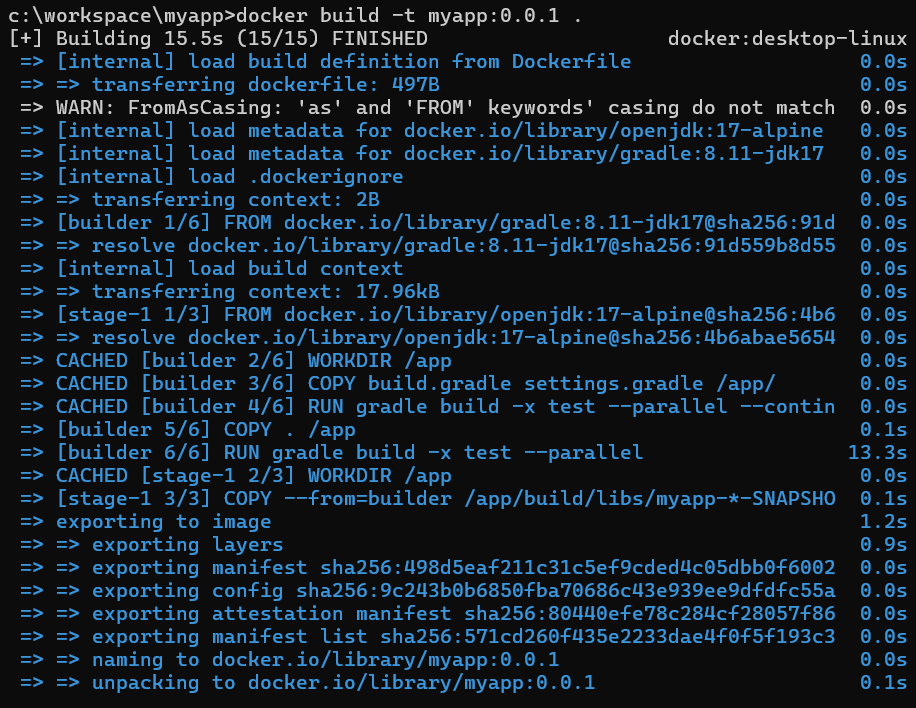 c:\workspace\myapp>docker build -t myapp:0.0.1 .
[+] Building 15.5s (15/15) FINISHED docker:desktop-linux
=> [internal] load build definition from Dockerfile 0.0s
=> => transferring dockerfile: 497B 0.0s
=> WARN: FromAsCasing: 'as' and 'FROM' keywords' casing do not match 0.0s
=> [internal] load metadata for docker.io/library/openjdk:17-alpine 0.0s
=> [internal] load metadata for docker.io/library/gradle:8.11-jdk17 0.0s
=> [internal] load .dockerignore 0.0s
=> => transferring context: 2B 0.0s
=> [builder 1/6] FROM docker.io/library/gradle:8.11-jdk17@sha256:91d 0.0s
=> => resolve docker.io/library/gradle:8.11-jdk17@sha256:91d559b8d55 0.0s
=> [internal] load build context 0.0s
=> => transferring context: 17.96kB 0.0s
=> [stage-1 1/3] FROM docker.io/library/openjdk:17-alpine@sha256:4b6 0.0s
=> => resolve docker.io/library/openjdk:17-alpine@sha256:4b6abae5654 0.0s
=> CACHED [builder 2/6] WORKDIR /app 0.0s
=> CACHED [builder 3/6] COPY build.gradle settings.gradle /app/ 0.0s
=> CACHED [builder 4/6] RUN gradle build -x test --parallel --contin 0.0s
=> [builder 5/6] COPY . /app 0.1s
=> [builder 6/6] RUN gradle build -x test --parallel 13.3s
=> CACHED [stage-1 2/3] WORKDIR /app 0.0s
=> [stage-1 3/3] COPY --from=builder /app/build/libs/myapp-*-SNAPSHO 0.1s
=> exporting to image 1.2s
=> => exporting layers 0.9s
=> => exporting manifest sha256:498d5eaf211c31c5ef9cded4c05dbb0f6002 0.0s
=> => exporting config sha256:9c243b0b6850fba70686c43e939ee9dfdfc55a 0.0s
=> => exporting attestation manifest sha256:80440efe78c284cf28057f86 0.0s
=> => exporting manifest list sha256:571cd260f435e2233dae4f0f5f193c3 0.0s
=> => naming to docker.io/library/myapp:0.0.1 0.0s
=> => unpacking to docker.io/library/myapp:0.0.1 0.1s